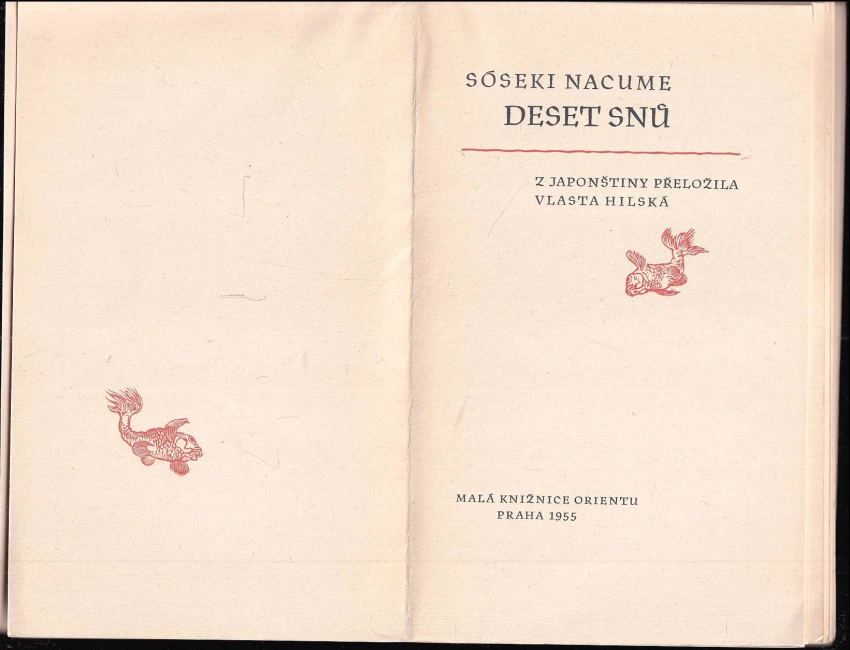 SÓSEKI NACUME
DESET SNŮ
Z JAPONŠTINY PŘELOŽILA
VLASTA HILSKÁ
MALÁ KNIŽNICE ORIENTU
PRAHA 1955